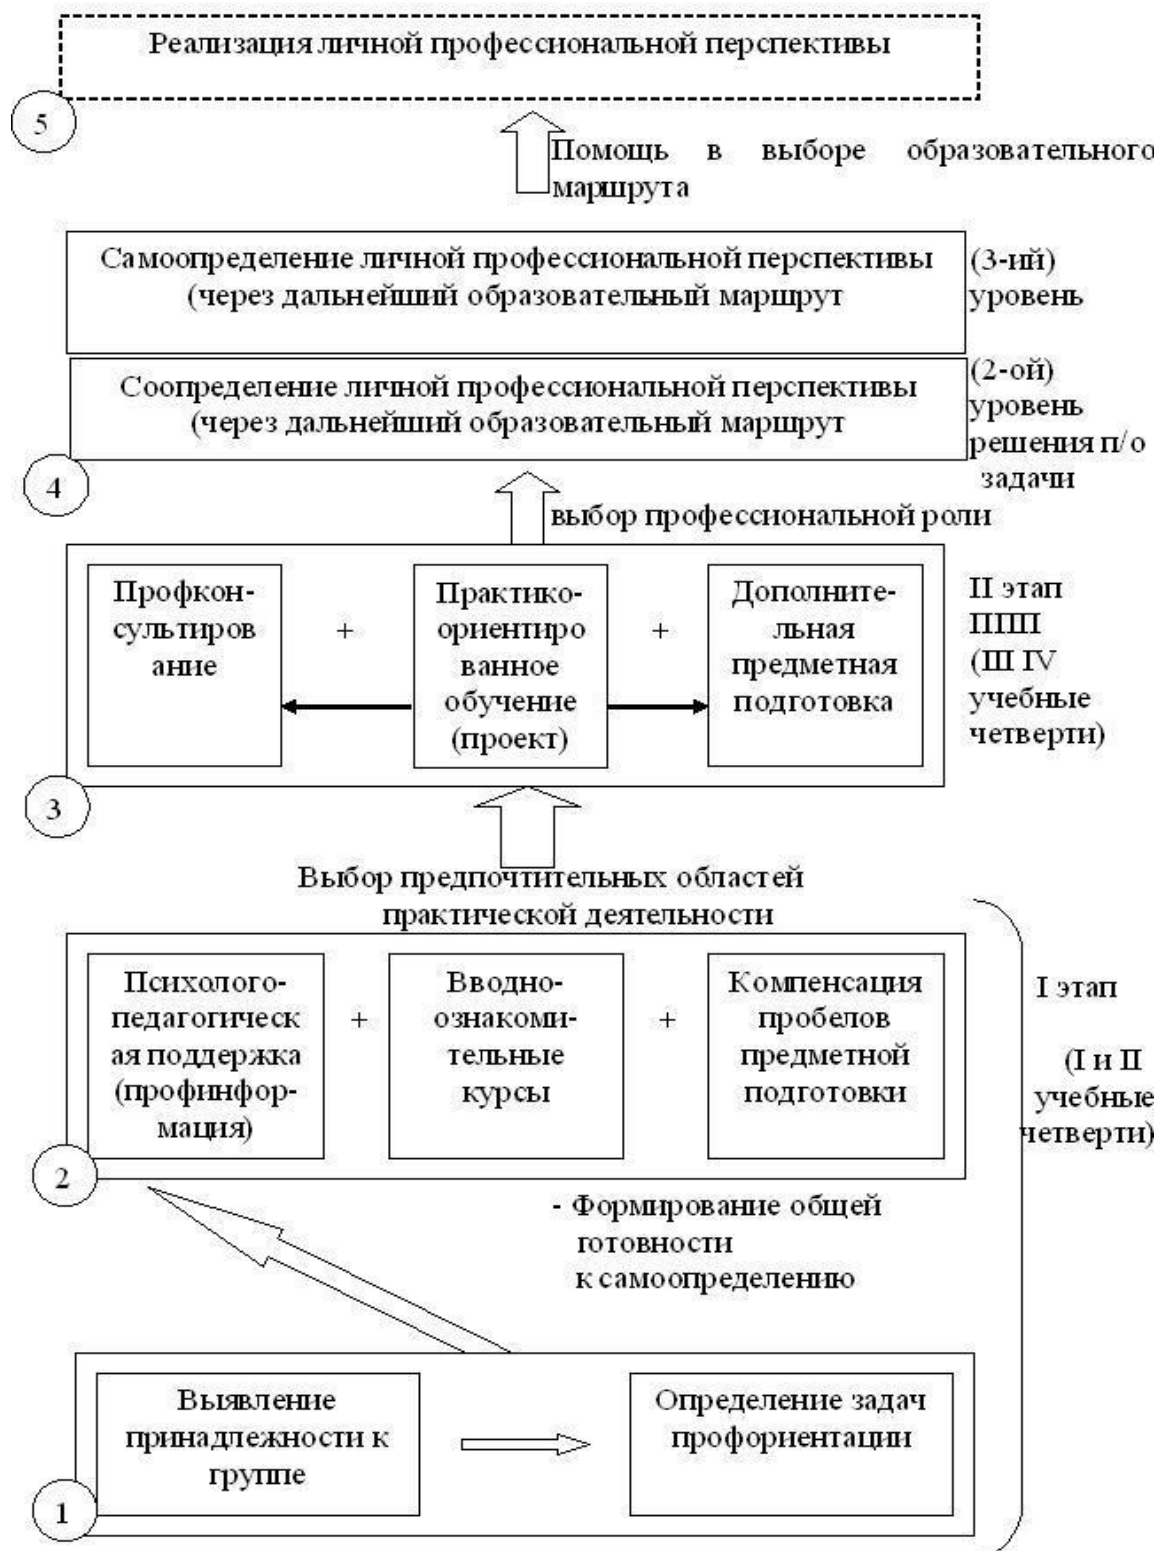 Реализация личной профессиональной перспективы
5
Помощь в выборе образовательного
маршрута
Самоопределение личной профессиональной перспективы
(через дальнейший образовательный маршрут
(3-ий)
уровень
Соопределение личной профессиональной перспективы
(через дальнейший образовательный маршрут
(2-ой)
уровень
решения п/о
задачи
4
выбор профессиональной роли
Профкон-
сультиров
ание
+
Практико-
ориентиро
ванное
обучение
(проект)
+
Дополните-
льная
предметная
подготовка
II этап
ППП
(III IV
учебные
четверти)
3
Выбор предпочтительных областей
практической деятельности
Психолого-
педагогическ
ая поддержка
(профинфор-
мация)
+
Вводно-
ознакоми-
тельные
курсы
+
Компенсация
пробелов
предметной
подготовки
I этап
(I и II
учебные
четверти)
2
- Формирование общей
готовности
к самоопределению
Выявление
принадлежности к
группе
Определение задач
профориентации
1